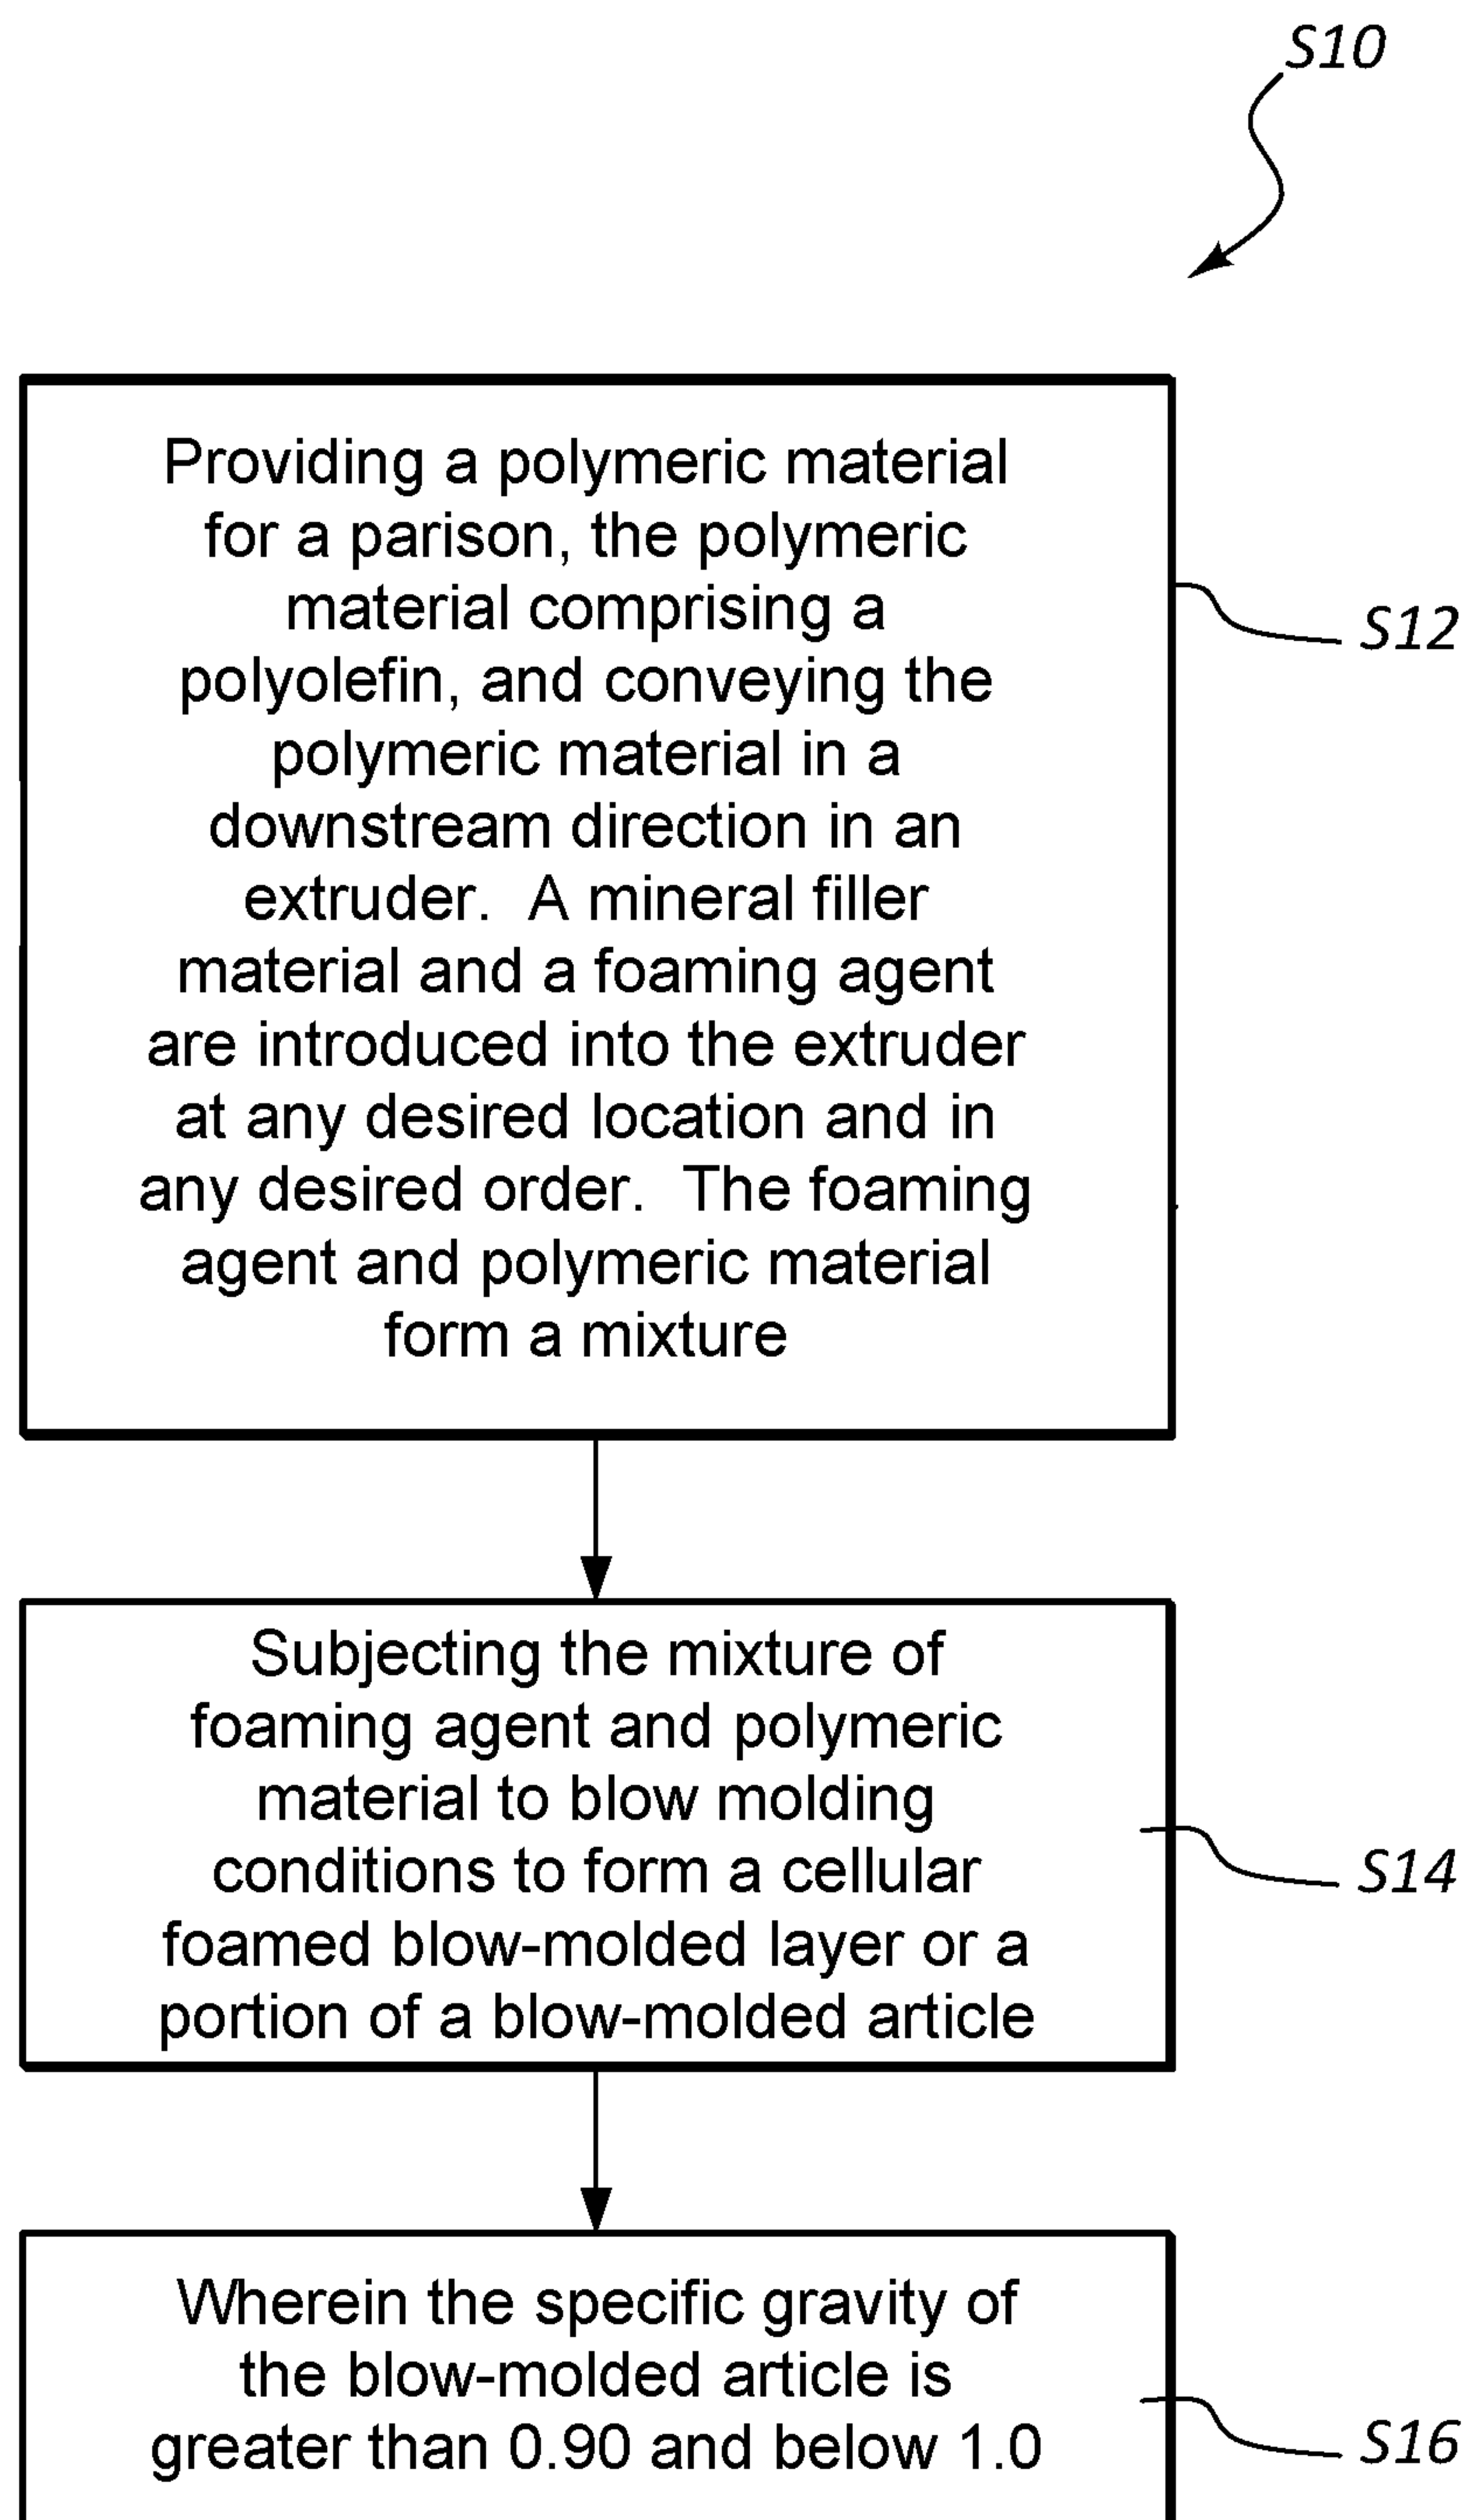 S10
Providing a polymeric material
for a parison, the polymeric
material comprising a
polyolefin, and conveying the
polymeric material in a
downstream direction in an
extruder.  A mineral filler
material and a foaming agent
are introduced into the extruder
at any desired location and in
any desired order.  The foaming
agent and polymeric material
form a mixture
S12
Subjecting the mixture of
foaming agent and polymeric
material to blow molding
conditions to form a cellular
foamed blow-molded layer or a
portion of a blow-molded article
S14
Wherein the specific gravity of
the blow-molded article is
greater than 0.90 and below 1.0
S16